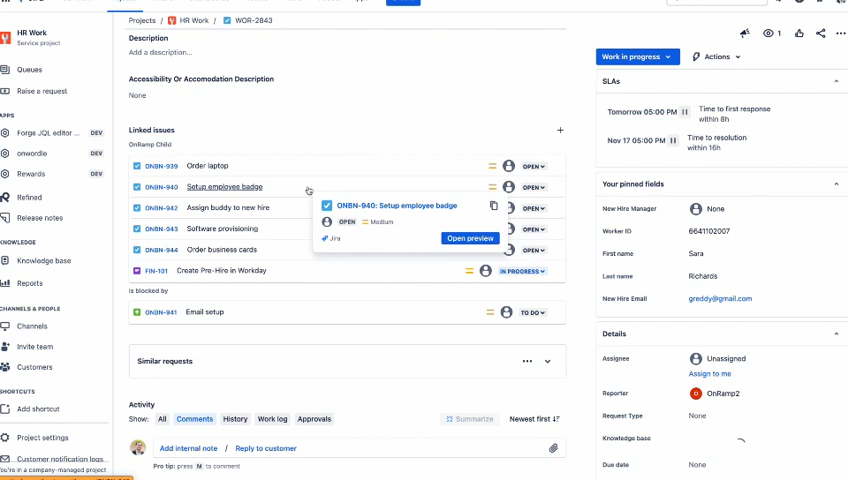 Projects / HR Work / WOR-2843
HR Work
Service project
Queues
Raise a request
APPS
Forge JQL editor ... DEV
onwordle DEV
Rewards DEV
Refined
Release notes
KNOWLEDGE
Knowledge base
Reports
CHANNELS & PEOPLE
Channels
Invite team
Customers
SHORTCUTS
Add shortcut
Project settings
Customer notification logs
You're in a company-managed project
Description
Add a description...
Accessibility Or Accomodation Description
None
Linked issues
OnRamp Child
ONBN-939 Order laptop OPEN
ONBN-940 Setup employee badge OPEN
ONBN-942 Assign buddy to new hire OPEN
ONBN-943 Software provisioning OPEN
ONBN-944 Order business cards OPEN
FIN-101 Create Pre-Hire in Workday IN PROGRESS
ONBN-940: Setup employee badge
OPEN Medium
Jira Open preview
is blocked by
ONBN-941 Email setup TO DO
Similar requests
Activity
Show: All Comments History Work log Approvals Summarize Newest first
Add internal note / Reply to customer
Pro tip: press M to comment
1
Work in progress Actions
SLAs
Tomorrow 05:00 PM Time to first response
within 8h
Nov 17 05:00 PM Time to resolution
within 16h
Your pinned fields
New Hire Manager None
Worker ID 6641102007
First name Sara
Last name Richards
New Hire Email greddy@gmail.com
Details
Assignee Unassigned
Assign to me
Reporter OnRamp2
Request Type None
Knowledge base
Due date None